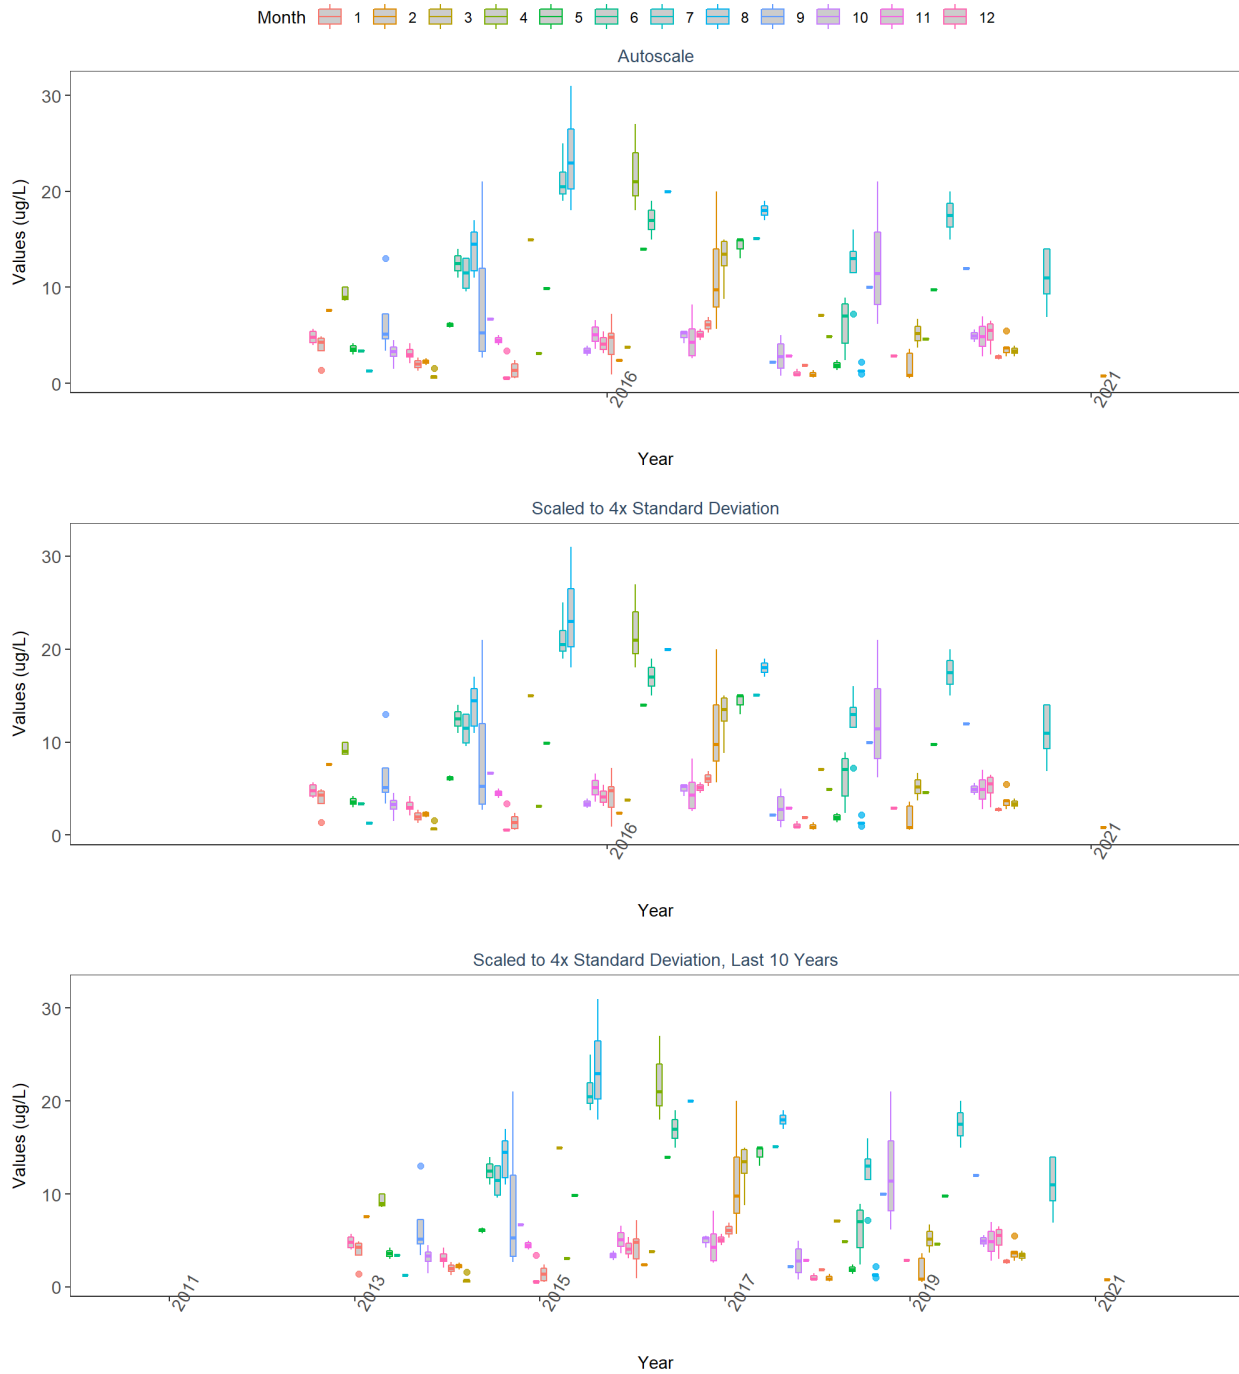 Month 1 2 3 4 5 6 7 8 9 10 11 12
Autoscale
30
20
10
0
Values (ug/L)
2016 2021
Year
Scaled to 4x Standard Deviation
30
20
10
0
Values (ug/L)
2016 2021
Year
Scaled to 4x Standard Deviation, Last 10 Years
30
20
10
0
Values (ug/L)
2011 2013 2015 2017 2019 2021
Year